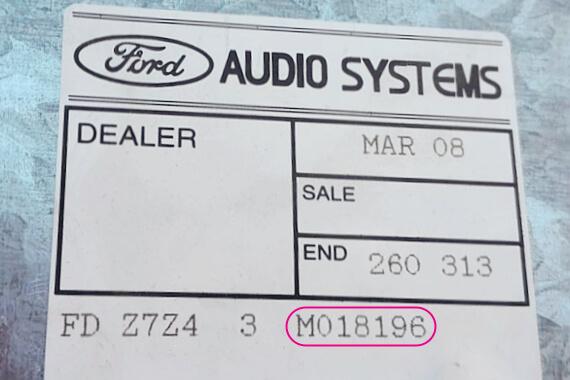 Ford AUDIO SYSTEMS
DEALER
MAR 08
SALE
END 260 313
FD Z7Z4 3 M018196